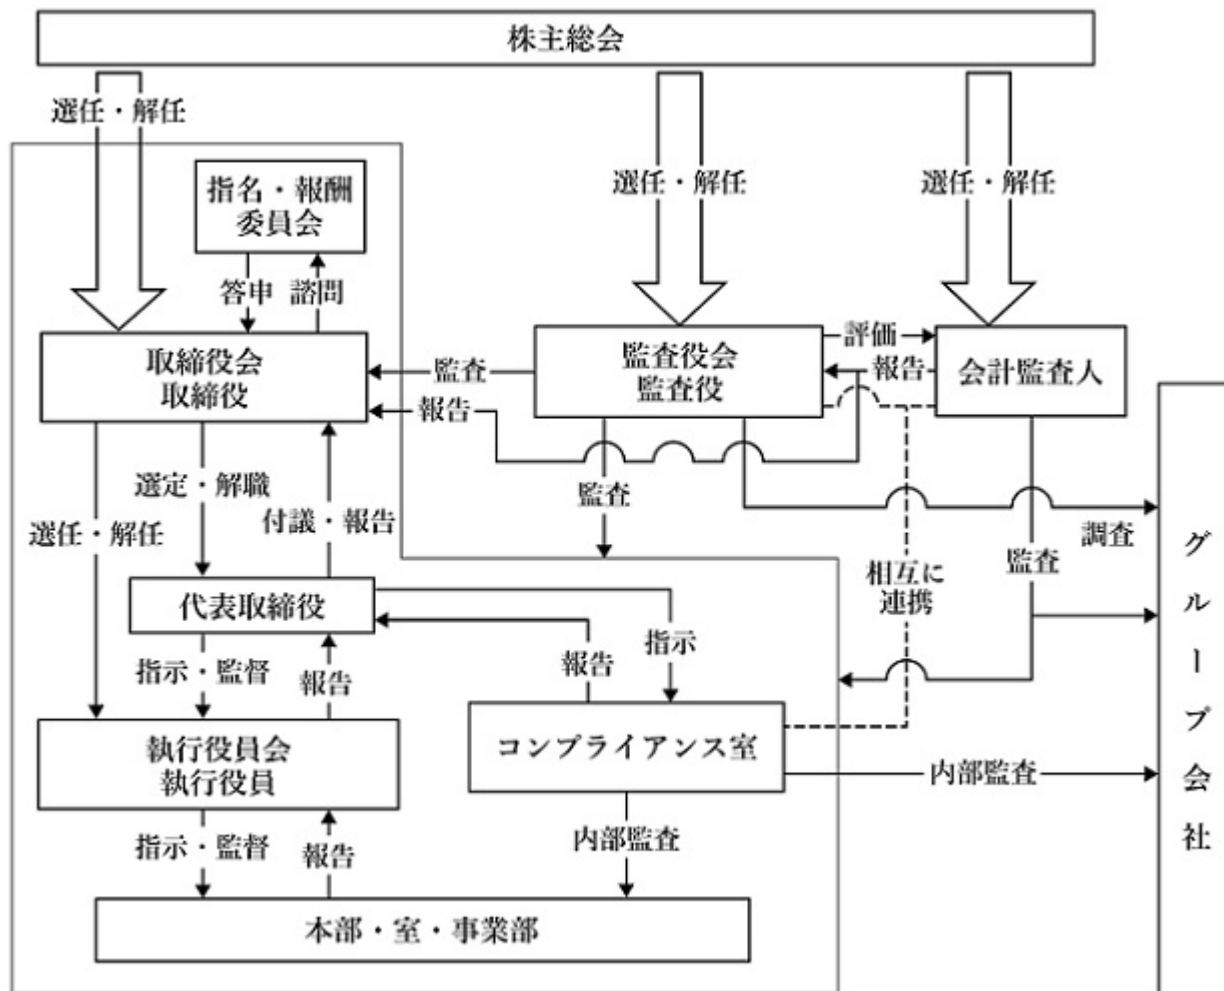 株主総会
選任・解任
選任・解任
選任・解任
指名・報酬
委員会
答申
諮問
取締役会
取締役
監査
監査役会
監査役
評価
報告
会計監査人
報告
選定・解職
監査
選任・解任
付議・報告
調査
監査
相互に
連携
代表取締役
指示・監督
報告
報告
指示
執行役員会
執行役員
コンプライアンス室
内部監査
グループ会社
指示・監督
報告
内部監査
本部・室・事業部